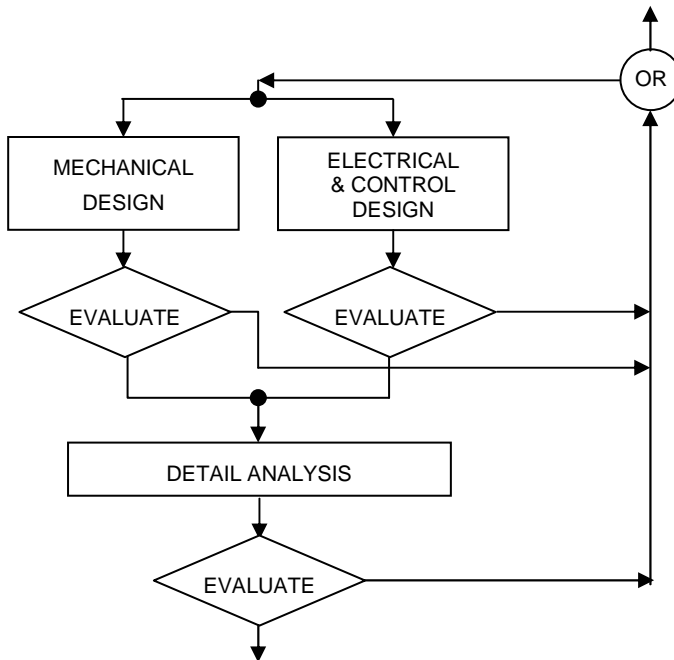 OR
MECHANICAL
DESIGN
ELECTRICAL
& CONTROL
DESIGN
EVALUATE
EVALUATE
DETAIL ANALYSIS
EVALUATE